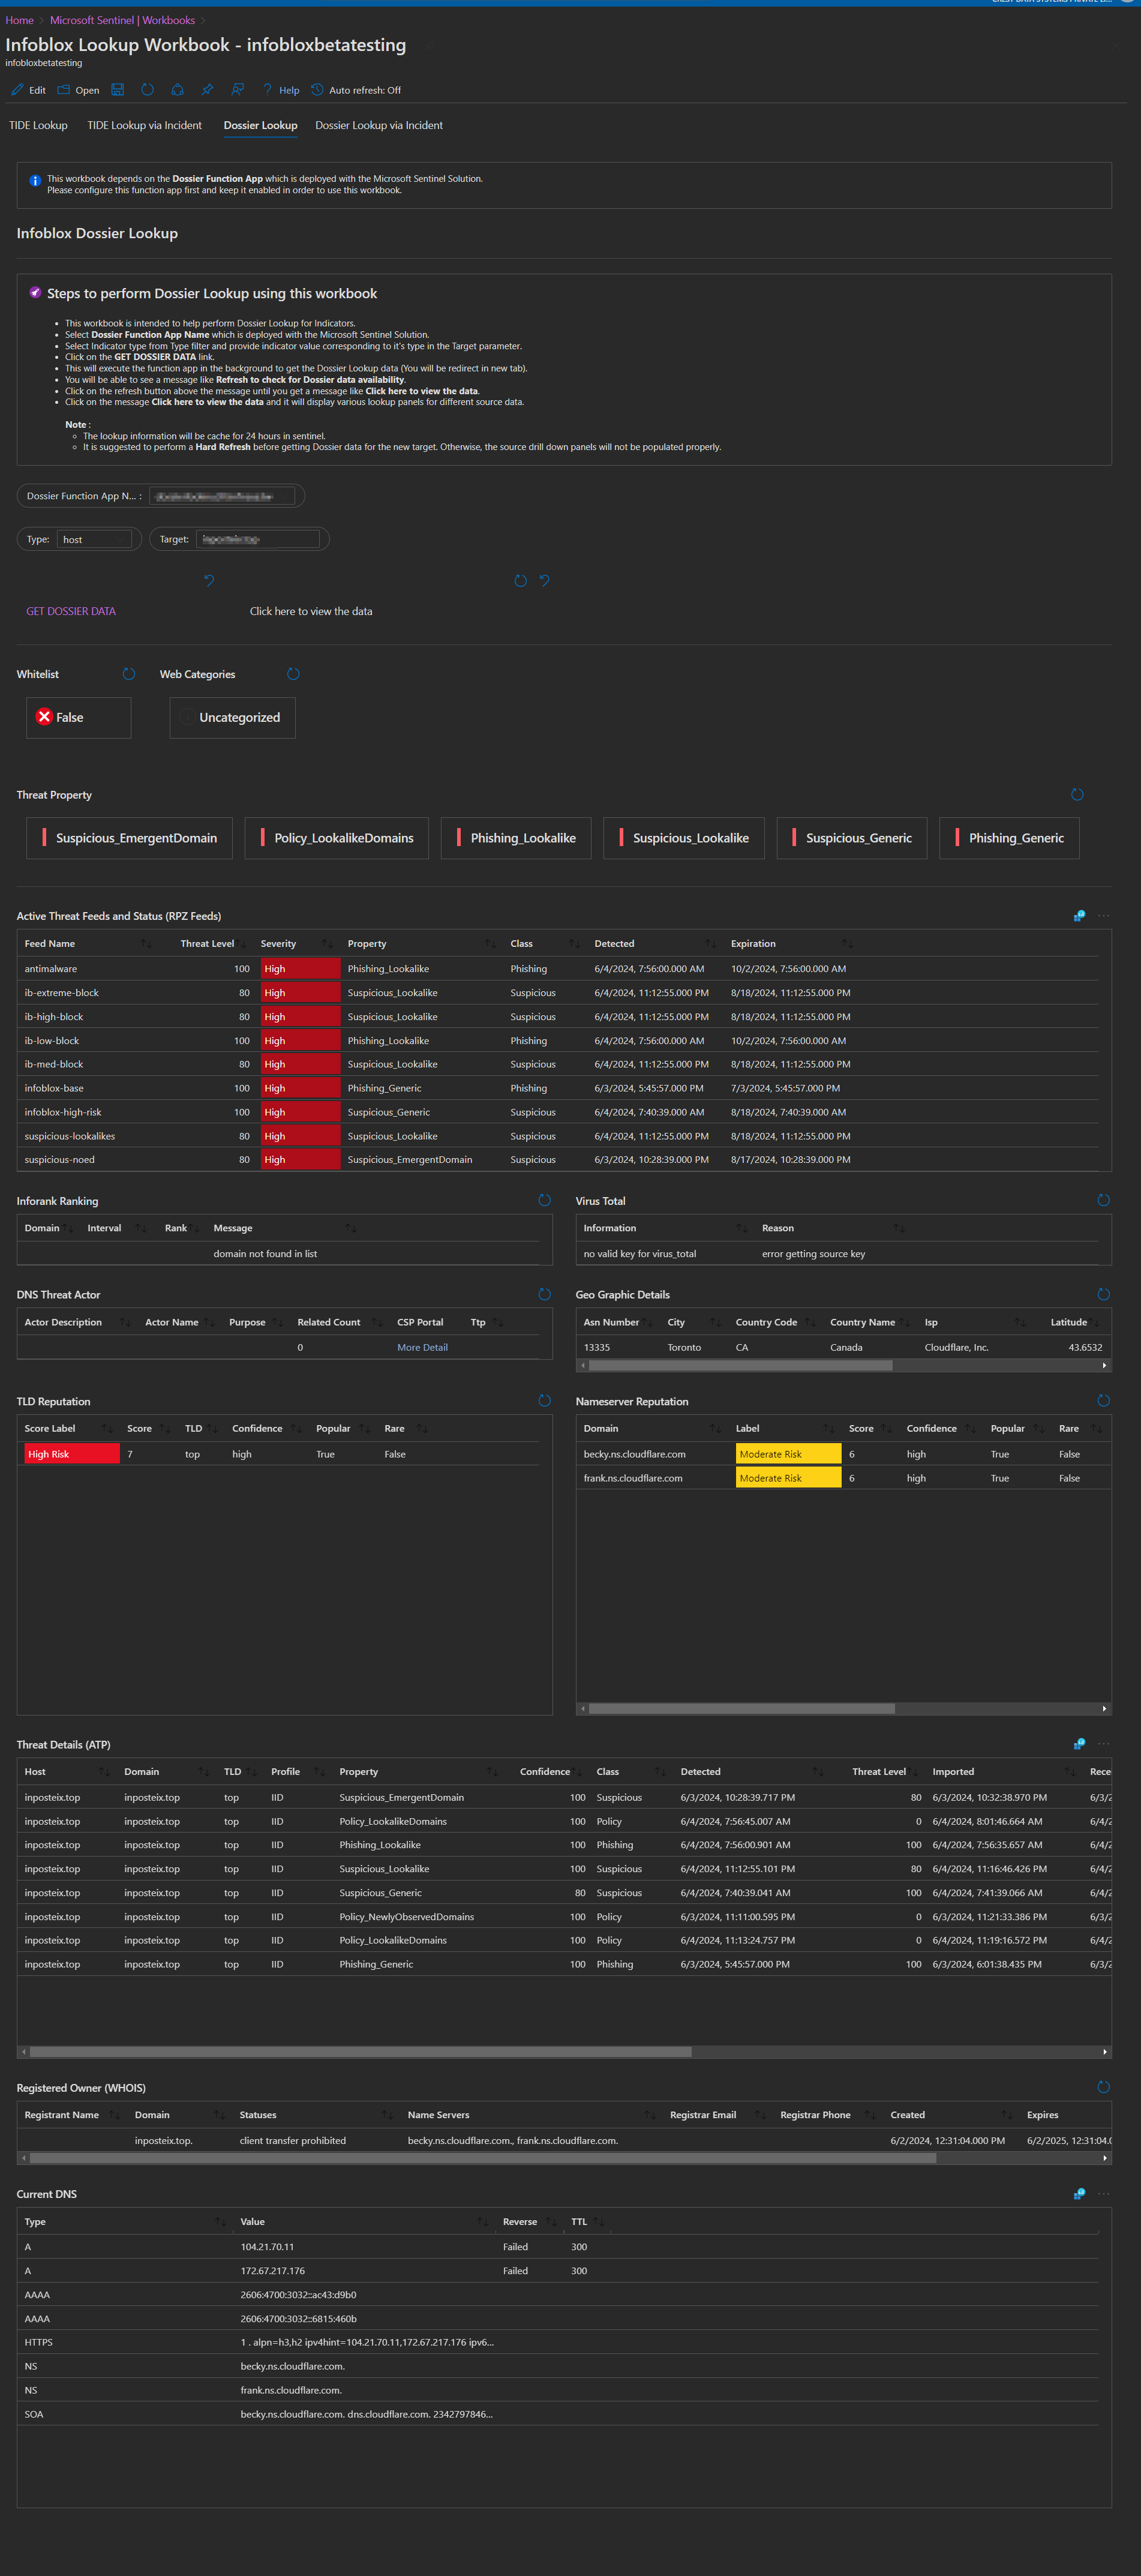 Home > Microsoft Sentinel | Workbooks >
Infoblox Lookup Workbook - infobloxbetatesting
infobloxbetatesting
Edit Open Help Auto refresh: Off
TIDE Lookup TIDE Lookup via Incident Dossier Lookup Dossier Lookup via Incident
This workbook depends on the Dossier Function App which is deployed with the Microsoft Sentinel Solution.
Please configure this function app first and keep it enabled in order to use this workbook.
Infoblox Dossier Lookup
Steps to perform Dossier Lookup using this workbook
• This workbook is intended to help perform Dossier Lookup for Indicators.
• Select Dossier Function App Name which is deployed with the Microsoft Sentinel Solution.
• Select Indicator type from Type filter and provide indicator value corresponding to it's type in the Target parameter.
• Click on the GET DOSSIER DATA link.
• This will execute the function app in the background to get the Dossier Lookup data (You will be redirect in new tab).
• You will be able to see a message like Refresh to check for Dossier data availability.
• Click on the refresh button above the message until you get a message like Click here to view the data.
• Click on the message Click here to view the data and it will display various lookup panels for different source data.
Note :
◦ The lookup information will be cache for 24 hours in sentinel.
◦ It is suggested to perform a Hard Refresh before getting Dossier data for the new target. Otherwise, the source drill down panels will not be populated properly.
Dossier Function App N... :
Type: host Target:
GET DOSSIER DATA Click here to view the data
Whitelist Web Categories
False Uncategorized
Threat Property
Suspicious_EmergentDomain Policy_LookalikeDomains Phishing_Lookalike Suspicious_Lookalike Suspicious_Generic Phishing_Generic
Active Threat Feeds and Status (RPZ Feeds)
Feed Name Threat Level Severity Property Class Detected Expiration
antimalware 100 High Phishing_Lookalike Phishing 6/4/2024, 7:56:00.000 AM 10/2/2024, 7:56:00.000 AM
ib-extreme-block 80 High Suspicious_Lookalike Suspicious 6/4/2024, 11:12:55.000 PM 8/18/2024, 11:12:55.000 PM
ib-high-block 80 High Suspicious_Lookalike Suspicious 6/4/2024, 11:12:55.000 PM 8/18/2024, 11:12:55.000 PM
ib-low-block 100 High Phishing_Lookalike Phishing 6/4/2024, 7:56:00.000 AM 10/2/2024, 7:56:00.000 AM
ib-med-block 80 High Suspicious_Lookalike Suspicious 6/4/2024, 11:12:55.000 PM 8/18/2024, 11:12:55.000 PM
infoblox-base 100 High Phishing_Generic Phishing 6/3/2024, 5:45:57.000 PM 7/3/2024, 5:45:57.000 PM
infoblox-high-risk 100 High Suspicious_Generic Suspicious 6/4/2024, 7:40:39.000 AM 8/18/2024, 7:40:39.000 AM
suspicious-lookalikes 80 High Suspicious_Lookalike Suspicious 6/4/2024, 11:12:55.000 PM 8/18/2024, 11:12:55.000 PM
suspicious-noed 80 High Suspicious_EmergentDomain Suspicious 6/3/2024, 10:28:39.000 PM 8/17/2024, 10:28:39.000 PM
Inforank Ranking
Domain Interval Rank Message
domain not found in list
Virus Total
Information Reason
no valid key for virus_total error getting source key
DNS Threat Actor
Actor Description Actor Name Purpose Related Count CSP Portal Ttp
0 More Detail
Geo Graphic Details
Asn Number City Country Code Country Name Isp Latitude
13335 Toronto CA Canada Cloudflare, Inc. 43.6532
TLD Reputation
Score Label Score TLD Confidence Popular Rare
High Risk 7 top high True False
Nameserver Reputation
Domain Label Score Confidence Popular Rare
becky.ns.cloudflare.com Moderate Risk 6 high True False
frank.ns.cloudflare.com Moderate Risk 6 high True False
Threat Details (ATP)
Host Domain TLD Profile Property Confidence Class Detected Threat Level Imported Rece
inposteix.top inposteix.top top IID Suspicious_EmergentDomain 100 Suspicious 6/3/2024, 10:28:39.717 PM 80 6/3/2024, 10:32:38.970 PM 6/3/2
inposteix.top inposteix.top top IID Policy_LookalikeDomains 100 Policy 6/4/2024, 7:56:45.007 AM 0 6/4/2024, 8:01:46.664 AM 6/4/2
inposteix.top inposteix.top top IID Phishing_Lookalike 100 Phishing 6/4/2024, 7:56:00.901 AM 100 6/4/2024, 7:56:35.657 AM 6/4/2
inposteix.top inposteix.top top IID Suspicious_Lookalike 100 Suspicious 6/4/2024, 11:12:55.101 PM 80 6/4/2024, 11:16:46.426 PM 6/4/2
inposteix.top inposteix.top top IID Suspicious_Generic 80 Suspicious 6/4/2024, 7:40:39.041 AM 100 6/4/2024, 7:41:39.066 AM 6/4/2
inposteix.top inposteix.top top IID Policy_NewlyObservedDomains 100 Policy 6/3/2024, 11:11:00.595 PM 0 6/3/2024, 11:21:33.386 PM 6/3/2
inposteix.top inposteix.top top IID Policy_LookalikeDomains 100 Policy 6/4/2024, 11:13:24.757 PM 0 6/4/2024, 11:19:16.572 PM 6/4/2
inposteix.top inposteix.top top IID Phishing_Generic 100 Phishing 6/3/2024, 5:45:57.000 PM 100 6/3/2024, 6:01:38.435 PM 6/3/2
Registered Owner (WHOIS)
Registrant Name Domain Statuses Name Servers Registrar Email Registrar Phone Created Expires
inposteix.top. client transfer prohibited becky.ns.cloudflare.com., frank.ns.cloudflare.com. 6/2/2024, 12:31:04.000 PM 6/2/2025, 12:31:04.0
Current DNS
Type Value Reverse TTL
A 104.21.70.11 Failed 300
A 172.67.217.176 Failed 300
AAAA 2606:4700:3032::ac43:d9b0
AAAA 2606:4700:3032::6815:460b
HTTPS 1 . alpn=h3,h2 ipv4hint=104.21.70.11,172.67.217.176 ipv6...
NS becky.ns.cloudflare.com.
NS frank.ns.cloudflare.com.
SOA becky.ns.cloudflare.com. dns.cloudflare.com. 2342797846...